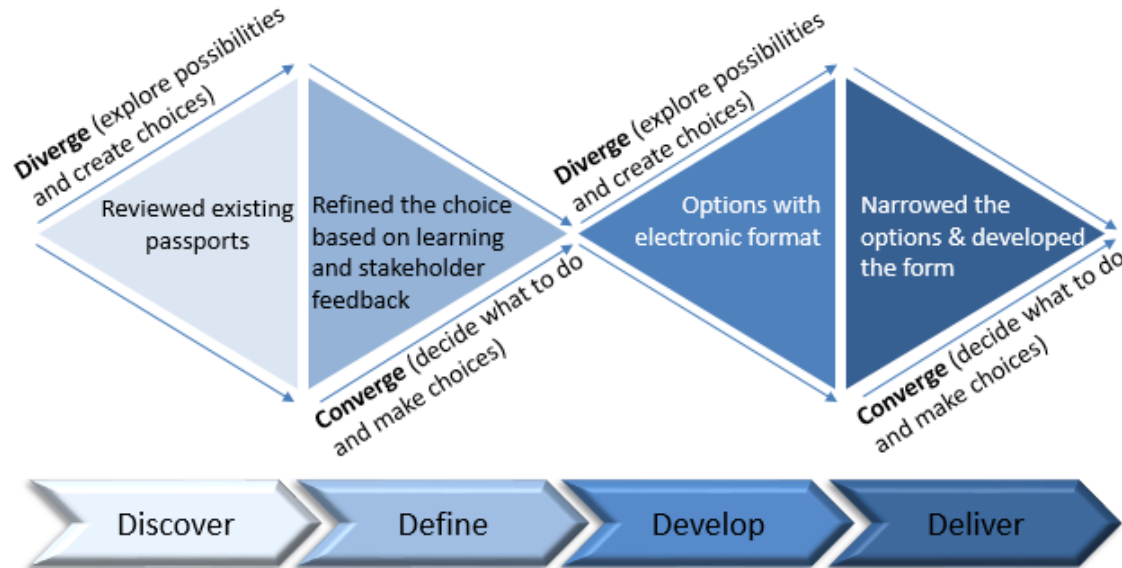 Diverge (explore possibilities
and create choices)
Reviewed existing
passports
Refined the choice
based on learning
and stakeholder
feedback
Converge (decide what to do
and make choices)
Diverge (explore possibilities
and create choices)
Options with
electronic format
Narrowed the
options & developed
the form
Converge (decide what to do
and make choices)
Discover
Define
Develop
Deliver